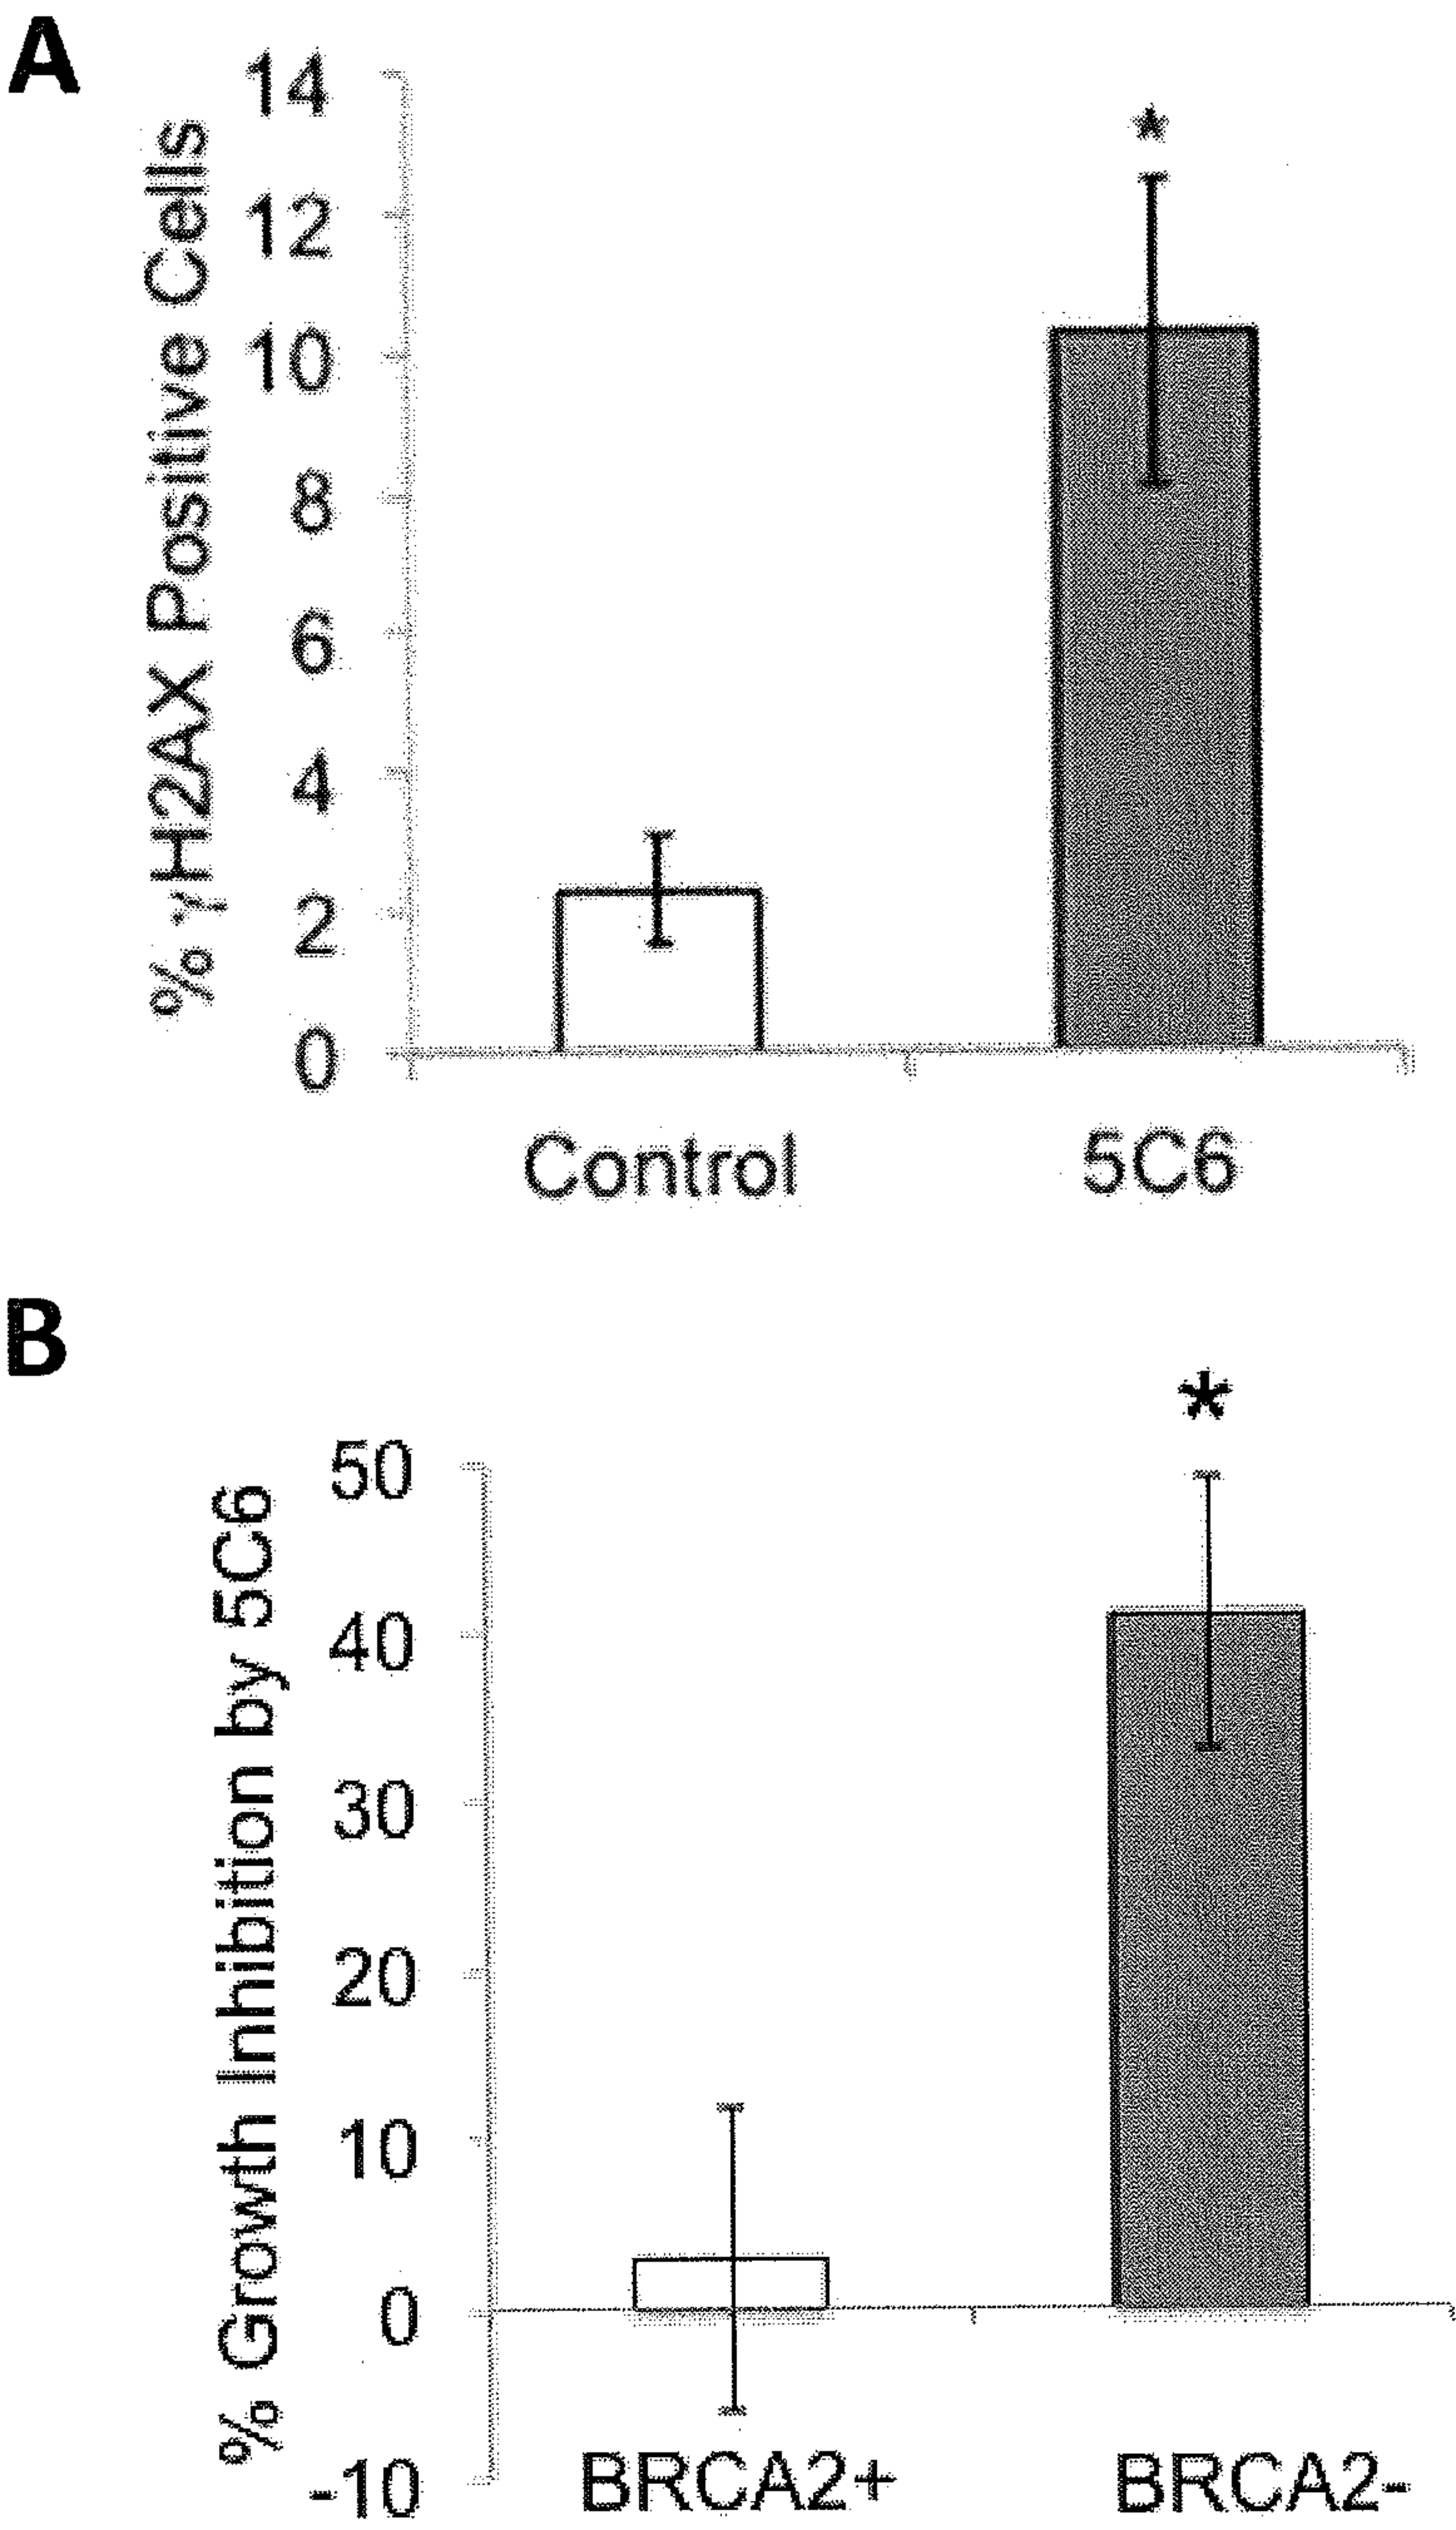 A
% γH2AX Positive Cells
14
12
10
8
6
4
2
0
*
Control
5C6
B
% Growth Inhibition by 5C6
50
40
30
20
10
0
-10
*
BRCA2+
BRCA2-